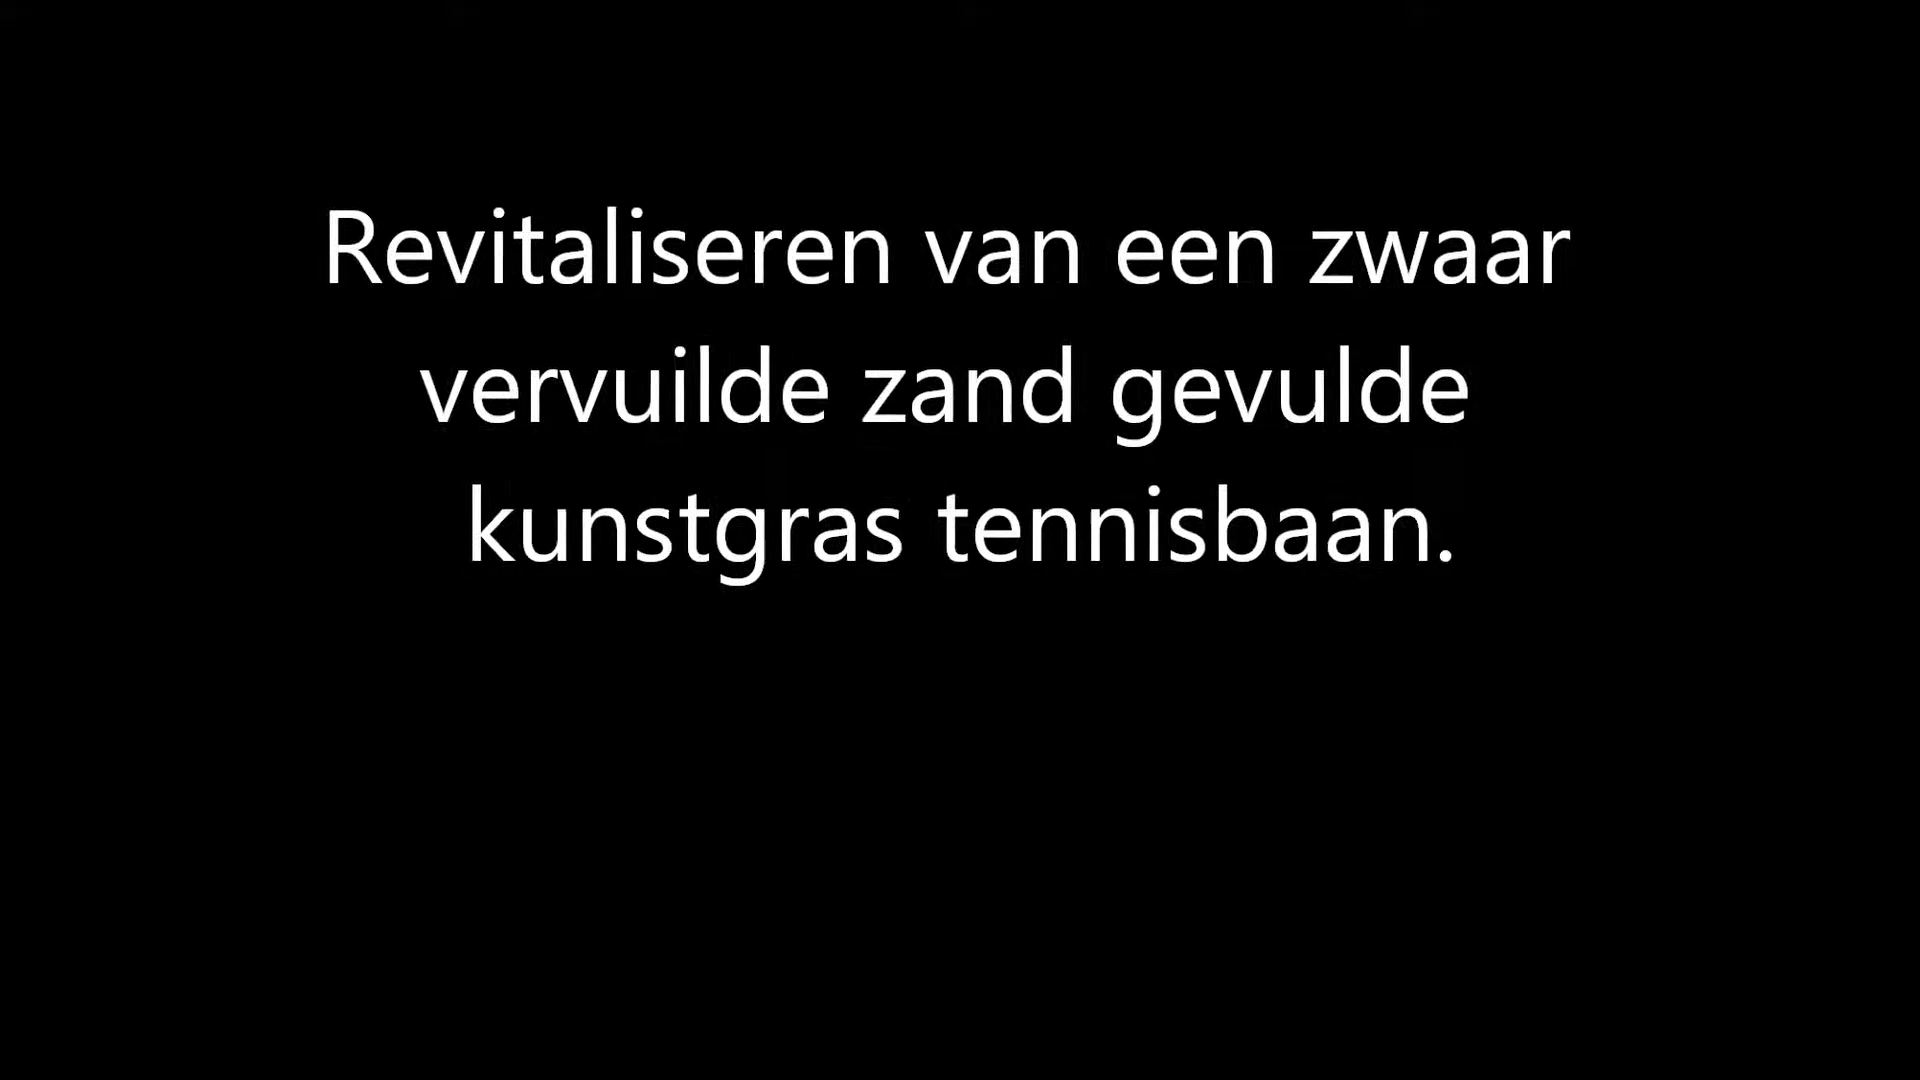 Revitaliseren van een zwaar
vervuilde zand gevulde
kunstgras tennisbaan.